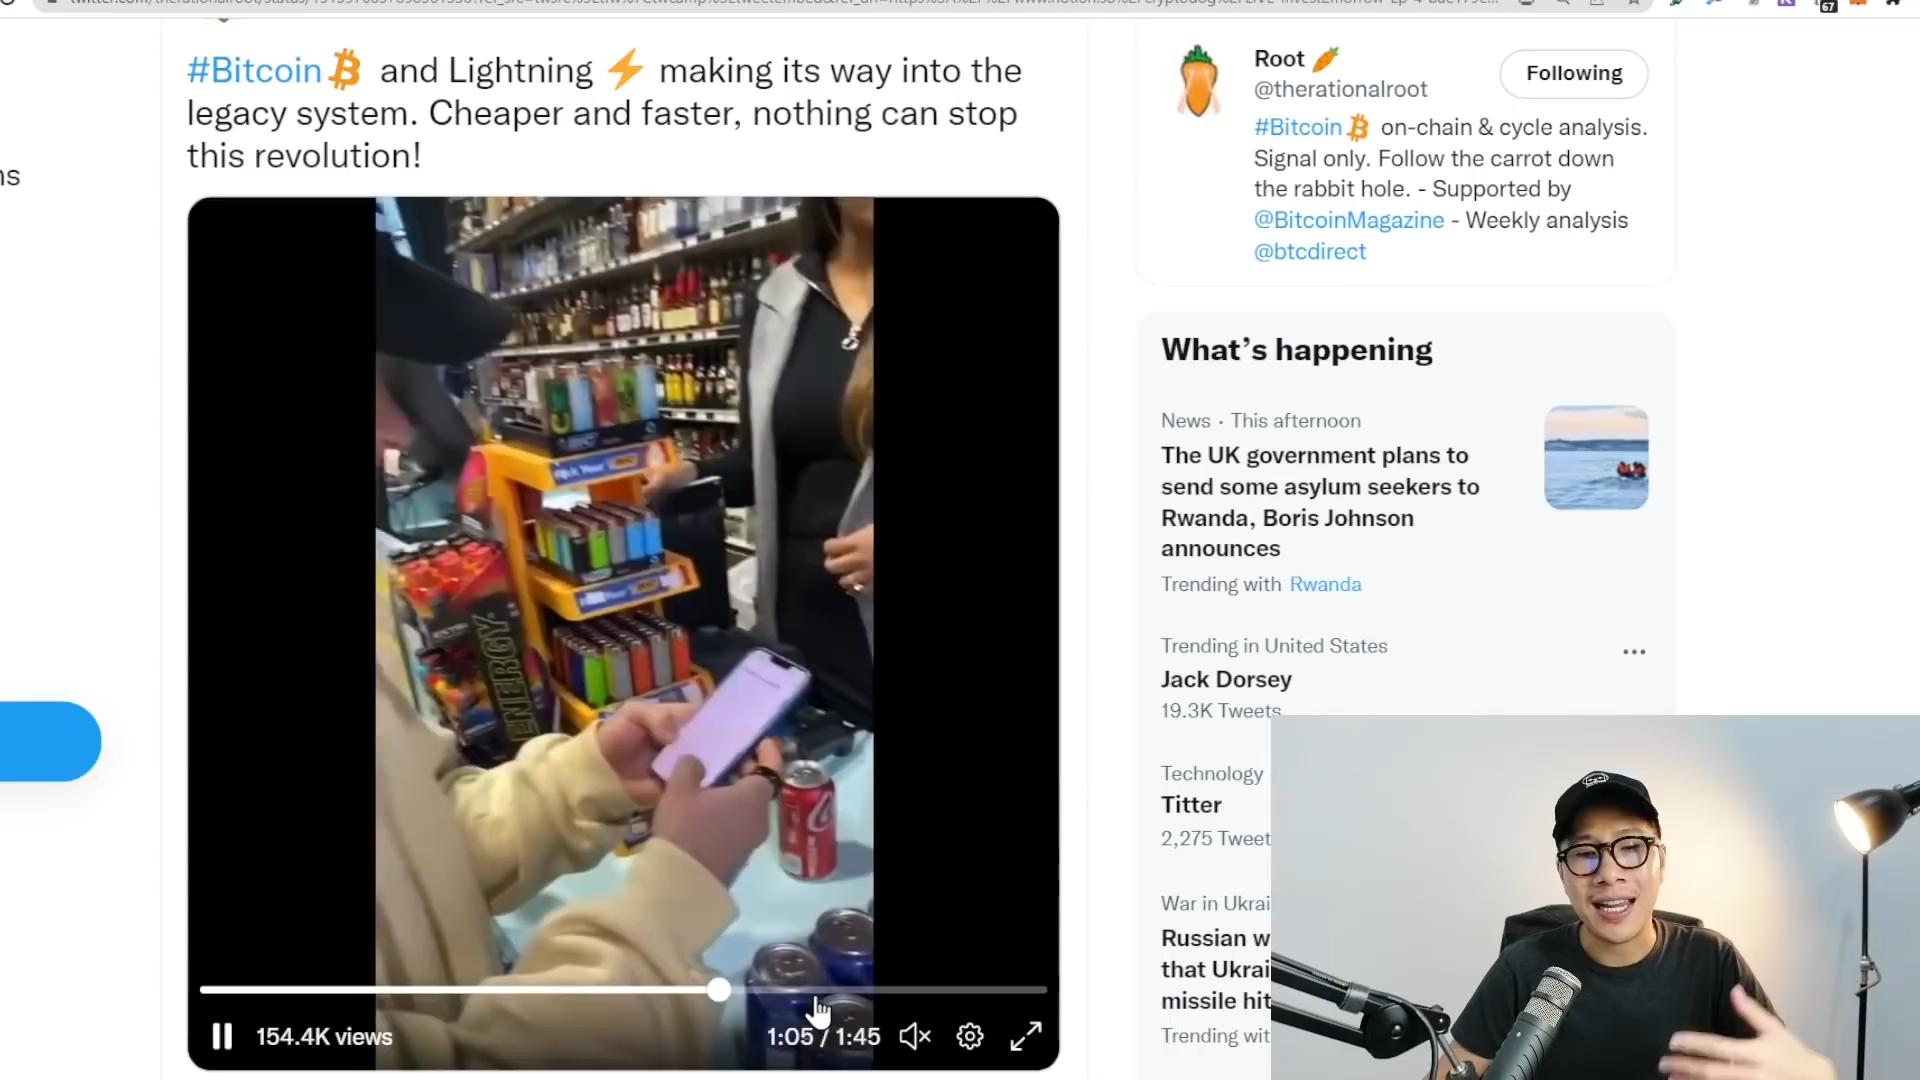 #Bitcoin and Lightning ⚡ making its way into the
legacy system. Cheaper and faster, nothing can stop
this revolution!
ns
ENERGY
154.4K views
1:05 / 1:45
Root 🥕
@therationalroot
Following
#Bitcoin on-chain & cycle analysis.
Signal only. Follow the carrot down
the rabbit hole. - Supported by
@BitcoinMagazine - Weekly analysis
@btcdirect
What's happening
News · This afternoon
The UK government plans to
send some asylum seekers to
Rwanda, Boris Johnson
announces
Trending with Rwanda
Trending in United States
Jack Dorsey
19.3K Tweets
Technology
Titter
2,275 Tweet
War in Ukrai
Russian w
that Ukrai
missile hit
Trending wit
67